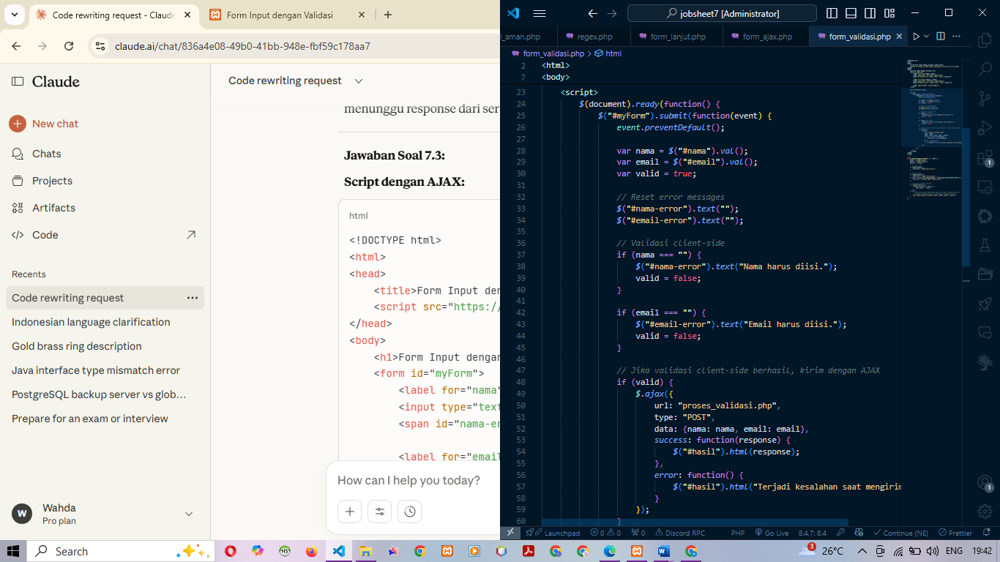 Code rewriting request - Claude
Form Input dengan Validasi
claude.ai/chat/836a4e08-49b0-41bb-948e-fbf59c178aa7
Claude
New chat
Chats
Projects
Artifacts
Code
Recents
Code rewriting request
Indonesian language clarification
Gold brass ring description
Java interface type mismatch error
PostgreSQL backup server vs glob...
Prepare for an exam or interview
W
Wahda
Pro plan
Code rewriting request
menunggu response dari ser
Jawaban Soal 7.3:
Script dengan AJAX:
html
<!DOCTYPE html>
<html>
<head>
<title>Form Input den
<script src="https://
</head>
<body>
<h1>Form Input dengan
<form id="myForm">
<label for="nama"
<input type="text
<span id="nama-er
<label for="email
How can I help you today?
jobsheet7 [Administrator]
l_aman.php
regex.php
form_lanjut.php
form_ajax.php
form_validasi.php
form_validasi.php > html
2 <html>
7 <body>
23 <script>
24 $(document).ready(function() {
25 $("#myForm").submit(function(event) {
26 event.preventDefault();
27
28 var nama = $("#nama").val();
29 var email = $("#email").val();
30 var valid = true;
31
32 // Reset error messages
33 $("#nama-error").text("");
34 $("#email-error").text("");
35
36 // Validasi client-side
37 if (nama === "") {
38 $("#nama-error").text("Nama harus diisi.");
39 valid = false;
40 }
41
42 if (email === "") {
43 $("#email-error").text("Email harus diisi.");
44 valid = false;
45 }
46
47 // Jika validasi client-side berhasil, kirim dengan AJAX
48 if (valid) {
49 $.ajax({
50 url: "proses_validasi.php",
51 type: "POST",
52 data: {nama: nama, email: email},
53 success: function(response) {
54 $("#hasil").html(response);
55 },
56 error: function() {
57 $("#hasil").html("Terjadi kesalahan saat mengirim
58 }
59 });
60 }
1
1
Launchpad 0 0 0 Discord RPC PHP Go Live 8.4.7: 8.4 Continue (NE) Prettier
Search
3 26°C ENG 19:42